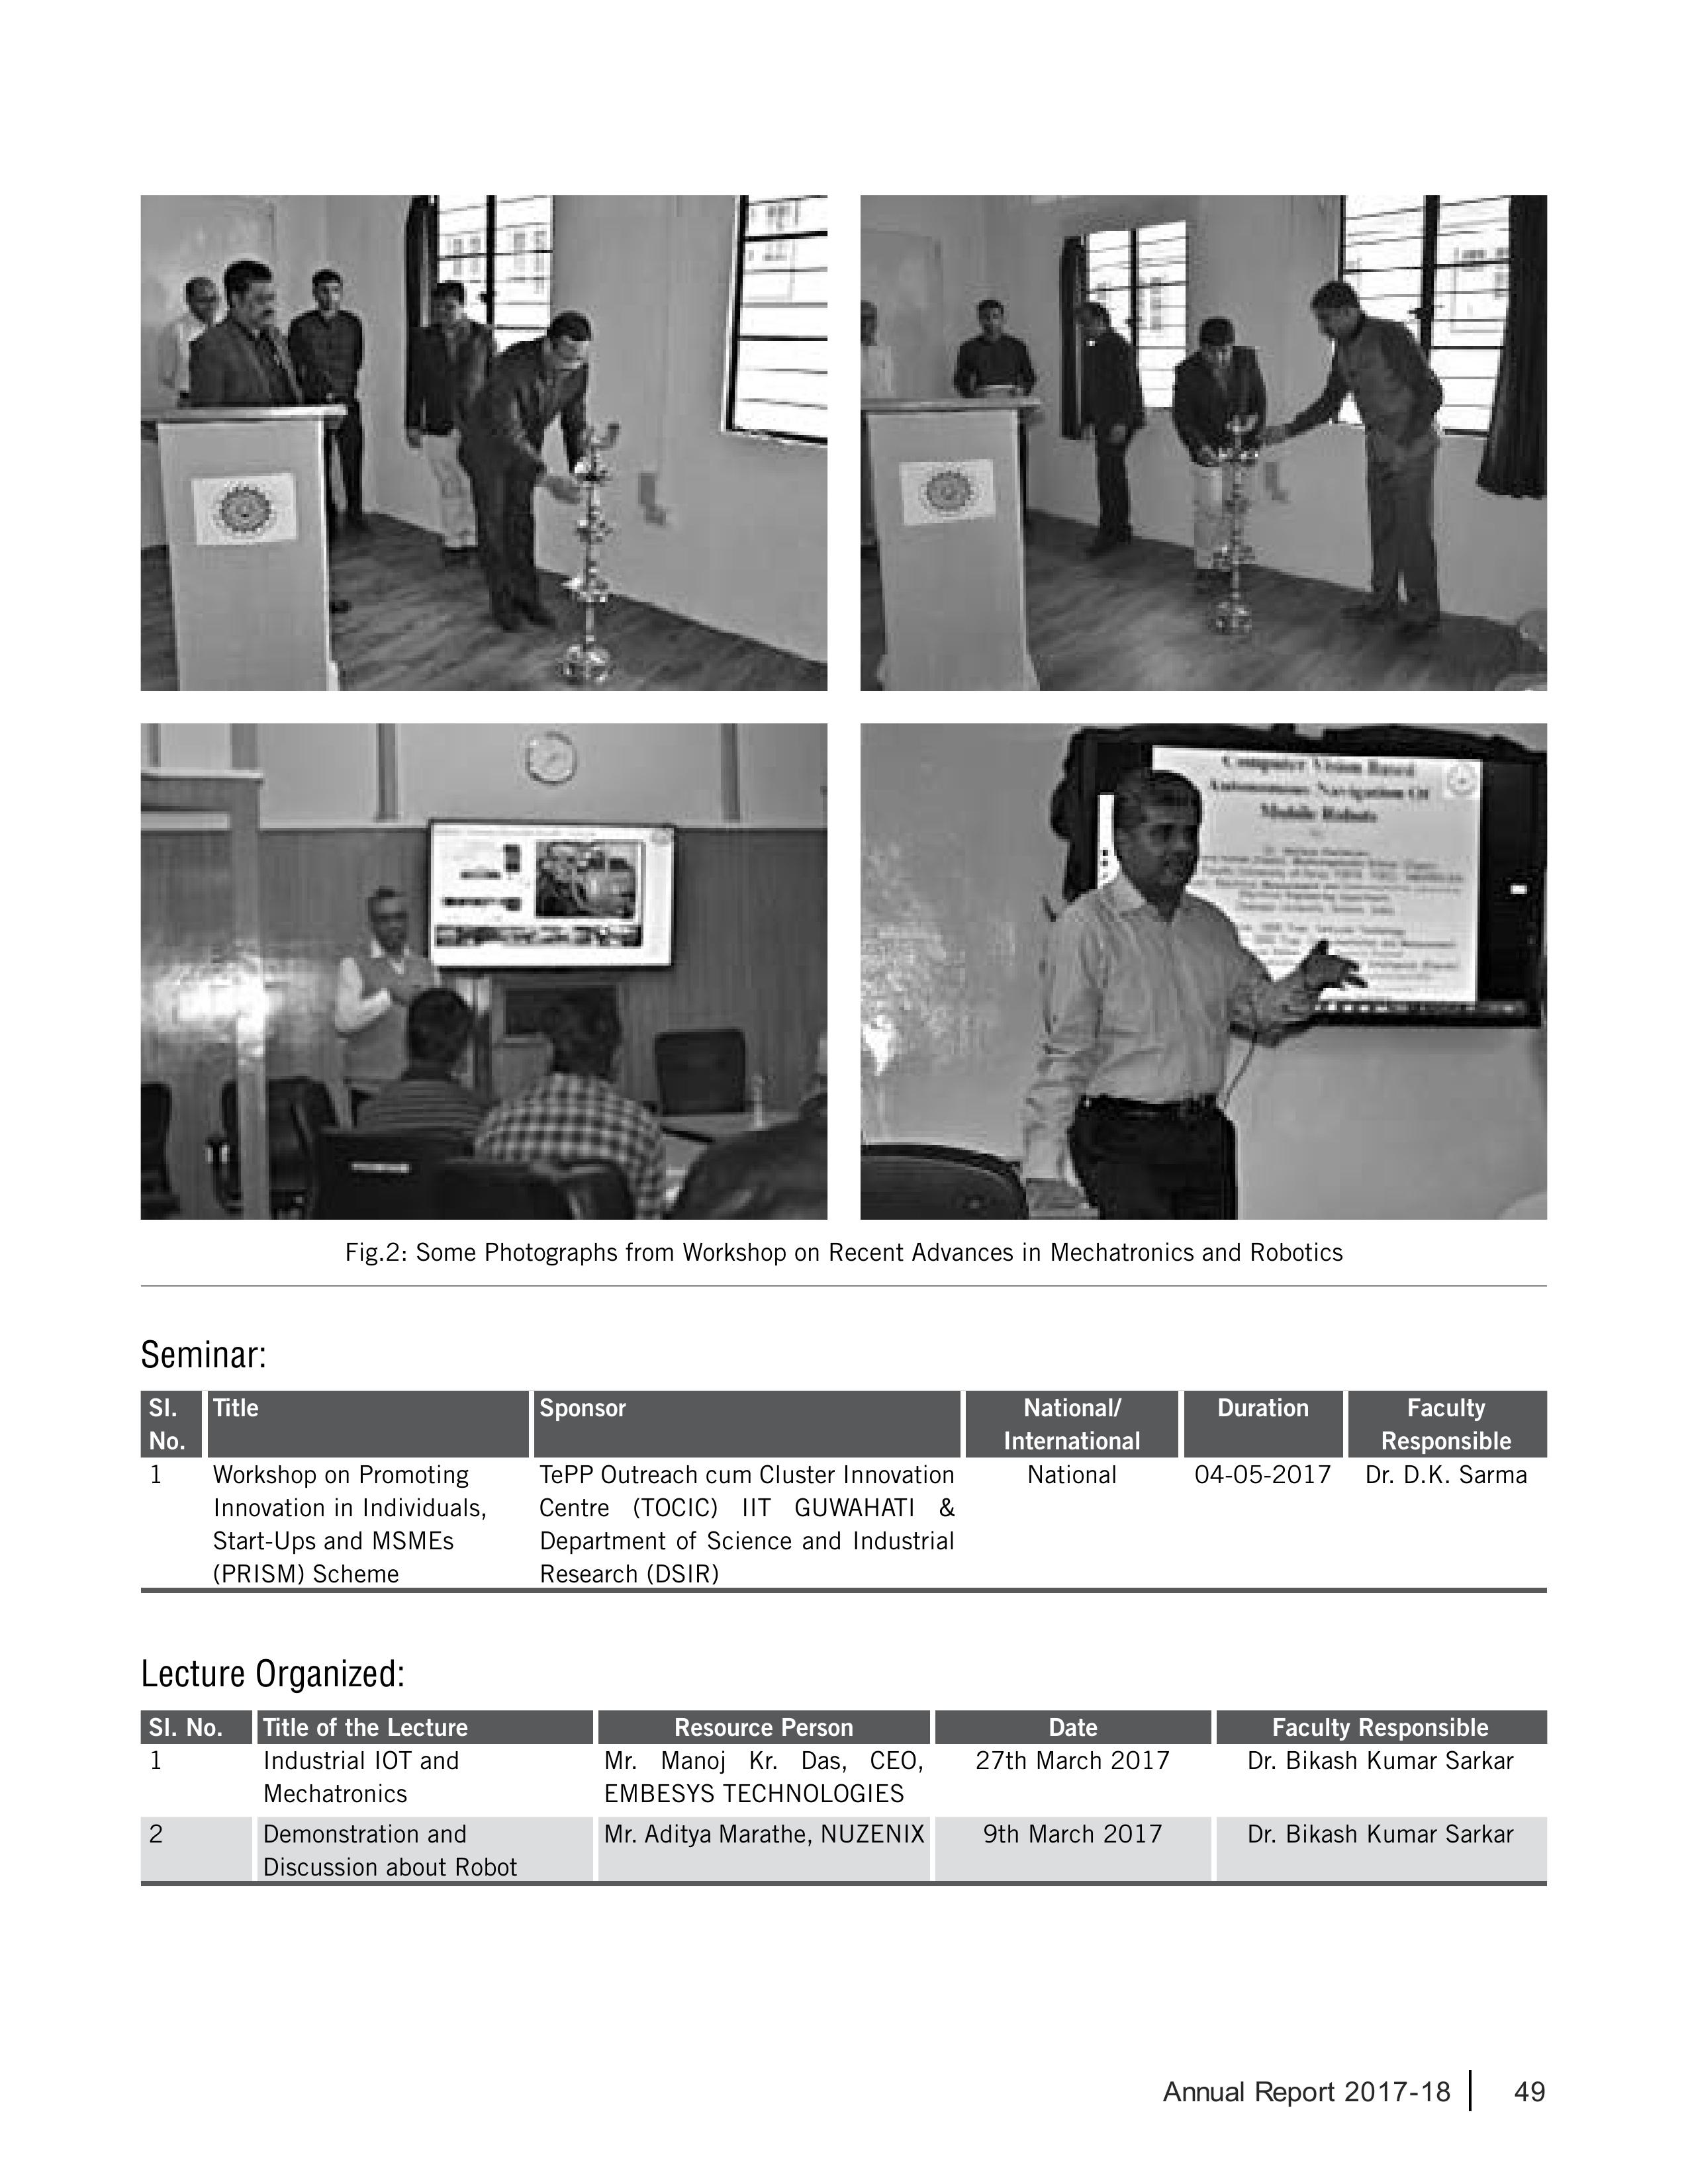 Computer Vision Based
Autonomous Navigation Of
Mobile Robots
Fig.2: Some Photographs from Workshop on Recent Advances in Mechatronics and Robotics
Seminar:
Sl. No. Title Sponsor National/ International Duration Faculty Responsible
1 Workshop on Promoting TePP Outreach cum Cluster Innovation National 04-05-2017 Dr. D.K. Sarma
Innovation in Individuals, Centre (TOCIC) IIT GUWAHATI &
Start-Ups and MSMEs Department of Science and Industrial
(PRISM) Scheme Research (DSIR)
Lecture Organized:
Sl. No. Title of the Lecture Resource Person Date Faculty Responsible
1 Industrial IOT and Mr. Manoj Kr. Das, CEO, 27th March 2017 Dr. Bikash Kumar Sarkar
Mechatronics EMBESYS TECHNOLOGIES
2 Demonstration and Mr. Aditya Marathe, NUZENIX 9th March 2017 Dr. Bikash Kumar Sarkar
Discussion about Robot
Annual Report 2017-18 49